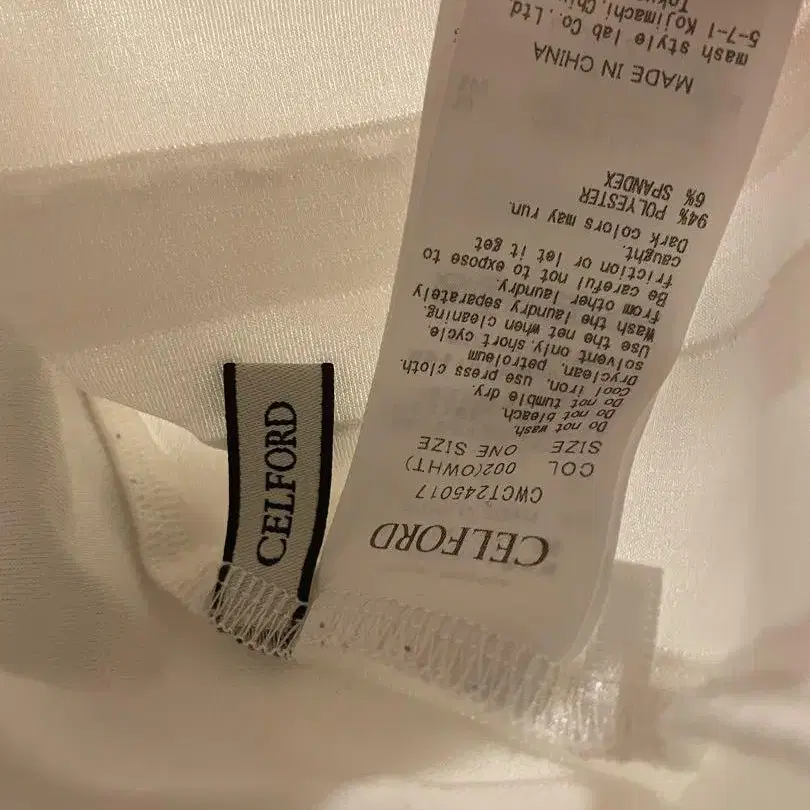 CELFORD
CELFORD
CWCT245017
COL 002(OWHT)
SIZE ONE SIZE
Do not wash.
Do not bleach.
Do not tumble dry.
Cool iron, use press cloth.
Dryclean, petroleum
solvent only, short cycle.
Use the net when cleaning.
Wash the laundry separately
from other laundry.
Be careful not to expose to
friction or let it get
caught.
Dark colors may run.
94% POLYESTER
6% SPANDEX
MADE IN CHINA
mash style lab Co., Ltd.
5-7-1 Kojimachi, Chiy